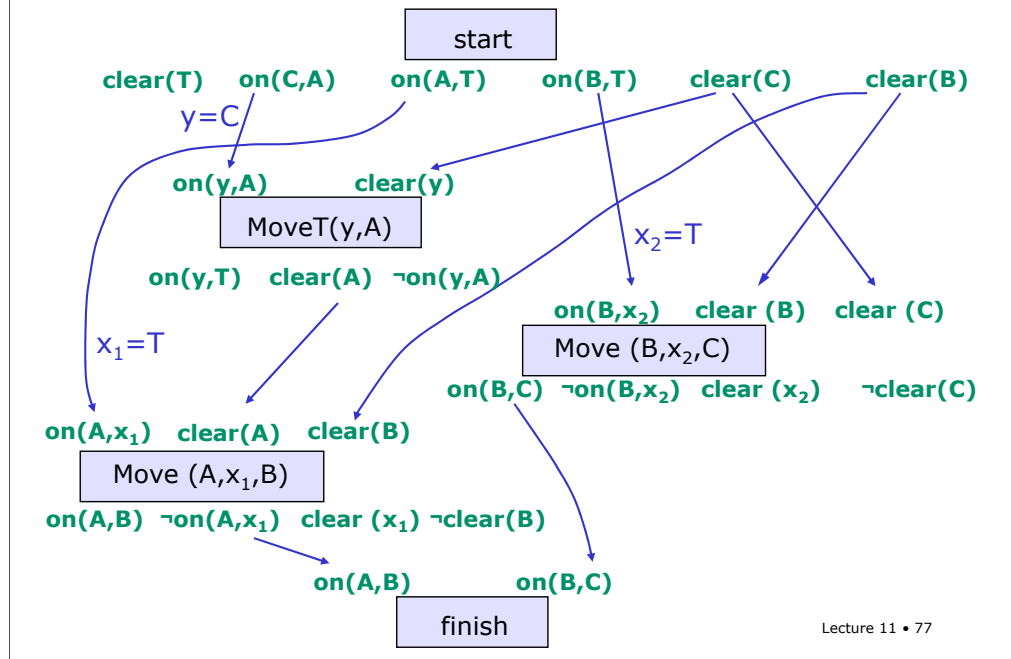 start
clear(T) on(C,A) on(A,T) on(B,T) clear(C) clear(B)
y=C
on(y,A) clear(y)
MoveT(y,A)
x₂=T
on(y,T) clear(A) ¬on(y,A)
on(B,x₂) clear (B) clear (C)
x₁=T
Move (B,x₂,C)
on(B,C) ¬on(B,x₂) clear (x₂) ¬clear(C)
on(A,x₁) clear(A) clear(B)
Move (A,x₁,B)
on(A,B) ¬on(A,x₁) clear (x₁) ¬clear(B)
on(A,B) on(B,C)
finish
Lecture 11 • 77